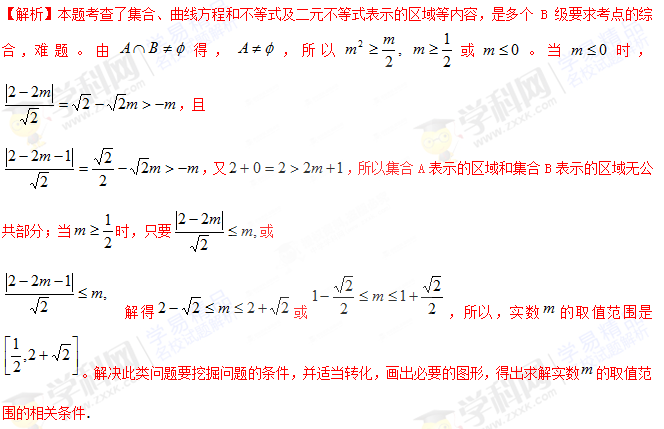 【解析】本题考查了集合、曲线方程和不等式及二元不等式表示的区域等内容，是多个 B 级要求考点的综
合，难题。由 A∩B≠ϕ 得，A≠ϕ，所以 m²≥m/2, m≥1/2 或 m≤0。当 m≤0 时，
|2−2m|/√2=√2−√2m>−m，且
|2−2m−1|/√2=√2/2−√2m>−m，又2+0=2>2m+1，所以集合 A 表示的区域和集合 B 表示的区域无公
共部分；当m≥1/2时，只要|2−2m|/√2≤m,或
|2−2m−1|/√2≤m, 解得2−√2≤m≤2+√2或1−√2/2≤m≤1+√2/2，所以，实数m的取值范围是
[1/2,2+√2]。解决此类问题要挖掘问题的条件，并适当转化，画出必要的图形，得出求解实数m的取值范
围的相关条件.